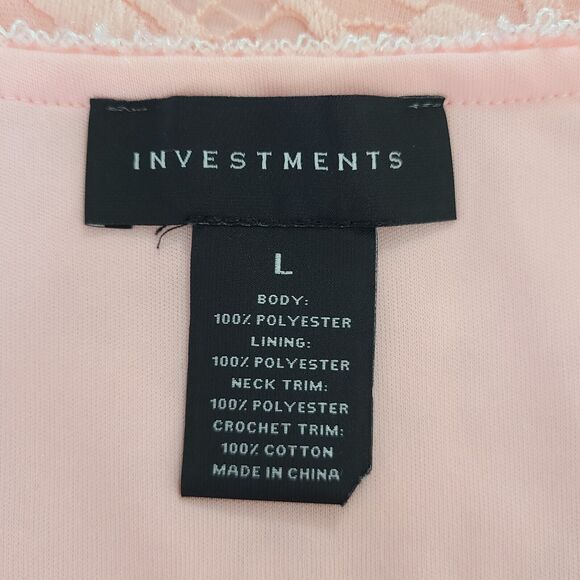 INVESTMENTS
L
BODY:
100% POLYESTER
LINING:
100% POLYESTER
NECK TRIM:
100% POLYESTER
CROCHET TRIM:
100% COTTON
MADE IN CHINA